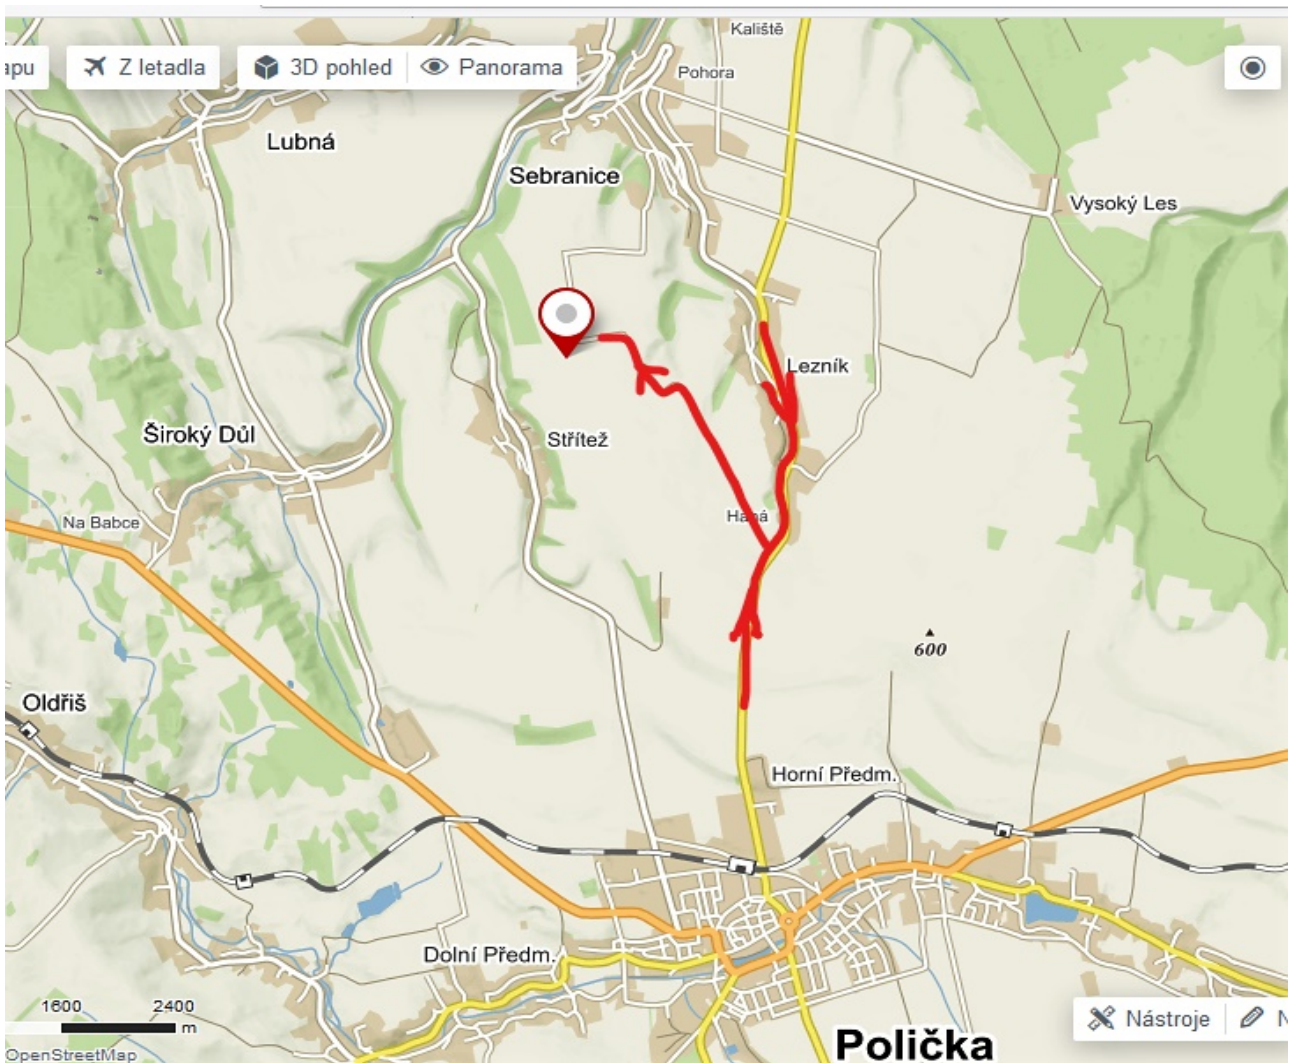 apu
Z letadla
3D pohled
Panorama
Kaliště
Pohora
Lubná
Sebranice
Vysoký Les
Lezník
Široký Důl
Střítež
Na Babce
Haná
600
Oldřiš
Horní Předm.
Dolní Předm.
1600 2400
m
Nástroje
N
Polička
OpenStreetMap